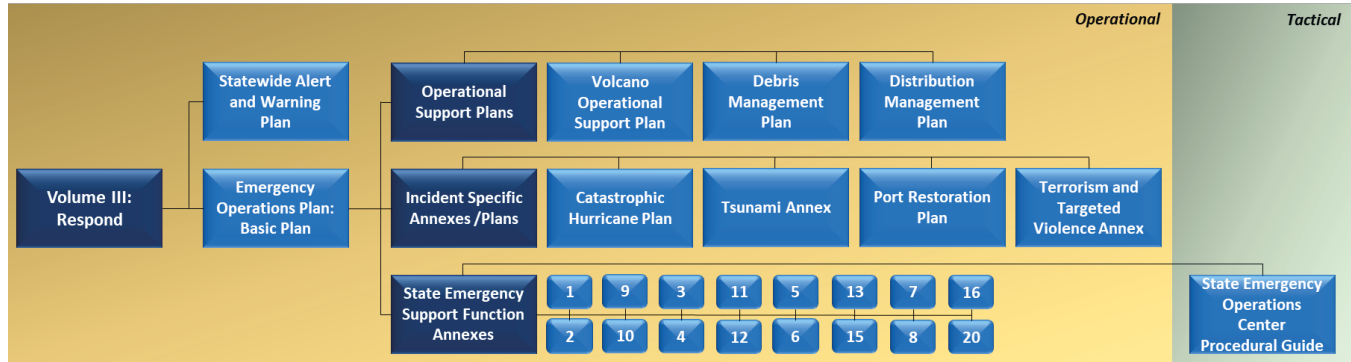 Operational
Tactical
Statewide Alert
and Warning
Plan
Operational
Support Plans
Volcano
Operational
Support Plan
Debris
Management
Plan
Distribution
Management
Plan
Volume III:
Respond
Emergency
Operations Plan:
Basic Plan
Incident Specific
Annexes /Plans
Catastrophic
Hurricane Plan
Tsunami Annex
Port Restoration
Plan
Terrorism and
Targeted
Violence Annex
State Emergency
Support Function
Annexes
1 9 3 11 5 13 7 16
2 10 4 12 6 15 8 20
State Emergency
Operations
Center
Procedural Guide